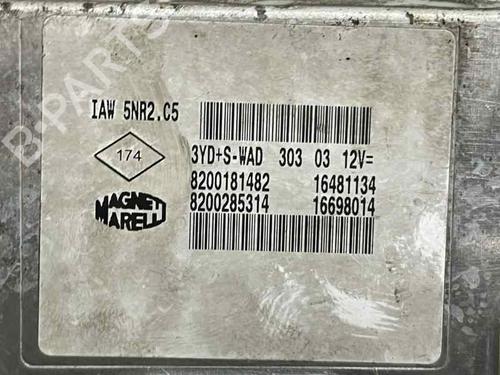 B-PARTS
IAW 5NR2.C5
174
3YD+S-WAD 303 03 12V=
8200181482 16481134
8200285314 16698014
MAGNETI
MARELLI